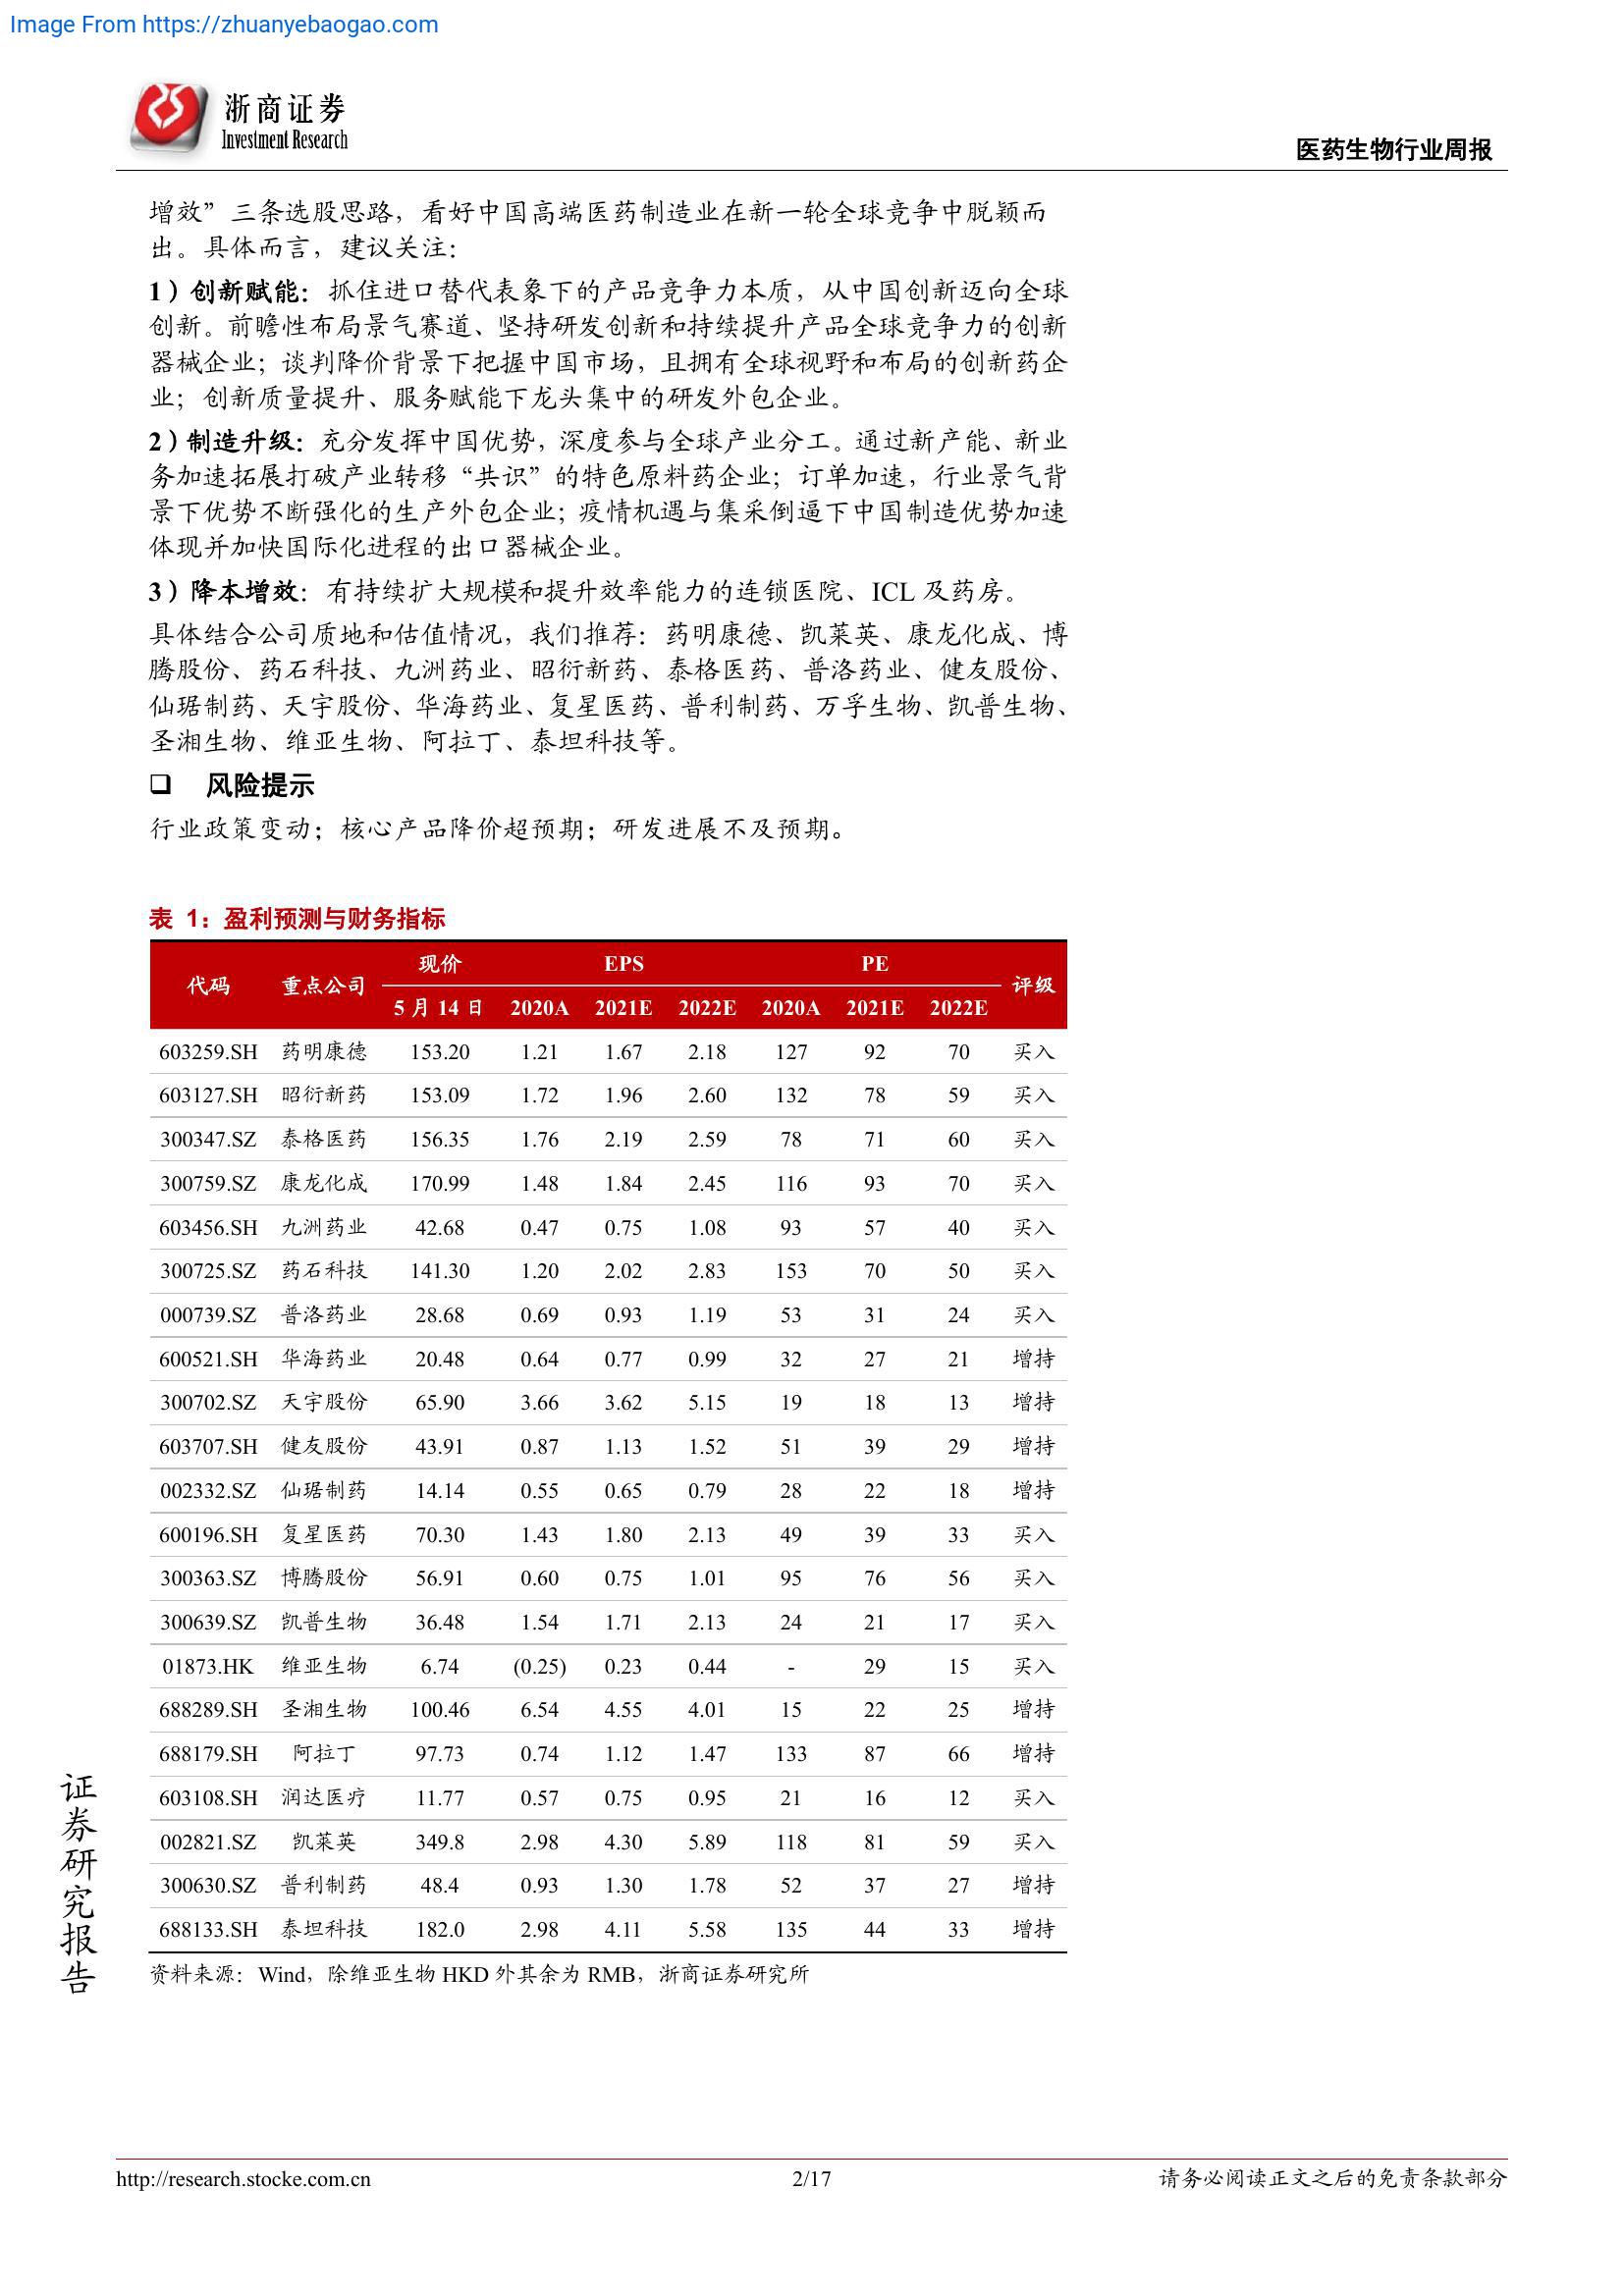 Image From https://zhuanyebaogao.com
浙商证券
Investment Research
医药生物行业周报
增效”三条选股思路，看好中国高端医药制造业在新一轮全球竞争中脱颖而
出。具体而言，建议关注：
1）创新赋能：抓住进口替代表象下的产品竞争力本质，从中国创新迈向全球
创新。前瞻性布局景气赛道、坚持研发创新和持续提升产品全球竞争力的创新
器械企业；谈判降价背景下把握中国市场，且拥有全球视野和布局的创新药企
业；创新质量提升、服务赋能下龙头集中的研发外包企业。
2）制造升级：充分发挥中国优势，深度参与全球产业分工。通过新产能、新业
务加速拓展打破产业转移“共识”的特色原料药企业；订单加速，行业景气背
景下优势不断强化的生产外包企业；疫情机遇与集采倒逼下中国制造优势加速
体现并加快国际化进程的出口器械企业。
3）降本增效：有持续扩大规模和提升效率能力的连锁医院、ICL 及药房。
具体结合公司质地和估值情况，我们推荐：药明康德、凯莱英、康龙化成、博
腾股份、药石科技、九洲药业、昭衍新药、泰格医药、普洛药业、健友股份、
仙琚制药、天宇股份、华海药业、复星医药、普利制药、万孚生物、凯普生物、
圣湘生物、维亚生物、阿拉丁、泰坦科技等。
❑ 风险提示
行业政策变动；核心产品降价超预期；研发进展不及预期。
表 1：盈利预测与财务指标
代码 重点公司 现价 EPS PE 评级
5 月 14 日 2020A 2021E 2022E 2020A 2021E 2022E
603259.SH 药明康德 153.20 1.21 1.67 2.18 127 92 70 买入
603127.SH 昭衍新药 153.09 1.72 1.96 2.60 132 78 59 买入
300347.SZ 泰格医药 156.35 1.76 2.19 2.59 78 71 60 买入
300759.SZ 康龙化成 170.99 1.48 1.84 2.45 116 93 70 买入
603456.SH 九洲药业 42.68 0.47 0.75 1.08 93 57 40 买入
300725.SZ 药石科技 141.30 1.20 2.02 2.83 153 70 50 买入
000739.SZ 普洛药业 28.68 0.69 0.93 1.19 53 31 24 买入
600521.SH 华海药业 20.48 0.64 0.77 0.99 32 27 21 增持
300702.SZ 天宇股份 65.90 3.66 3.62 5.15 19 18 13 增持
603707.SH 健友股份 43.91 0.87 1.13 1.52 51 39 29 增持
002332.SZ 仙琚制药 14.14 0.55 0.65 0.79 28 22 18 增持
600196.SH 复星医药 70.30 1.43 1.80 2.13 49 39 33 买入
300363.SZ 博腾股份 56.91 0.60 0.75 1.01 95 76 56 买入
300639.SZ 凯普生物 36.48 1.54 1.71 2.13 24 21 17 买入
01873.HK 维亚生物 6.74 (0.25) 0.23 0.44 - 29 15 买入
688289.SH 圣湘生物 100.46 6.54 4.55 4.01 15 22 25 增持
688179.SH 阿拉丁 97.73 0.74 1.12 1.47 133 87 66 增持
603108.SH 润达医疗 11.77 0.57 0.75 0.95 21 16 12 买入
002821.SZ 凯莱英 349.8 2.98 4.30 5.89 118 81 59 买入
300630.SZ 普利制药 48.4 0.93 1.30 1.78 52 37 27 增持
688133.SH 泰坦科技 182.0 2.98 4.11 5.58 135 44 33 增持
资料来源：Wind，除维亚生物 HKD 外其余为 RMB，浙商证券研究所
证券研究报告
http://research.stocke.com.cn
2/17
请务必阅读正文之后的免责条款部分